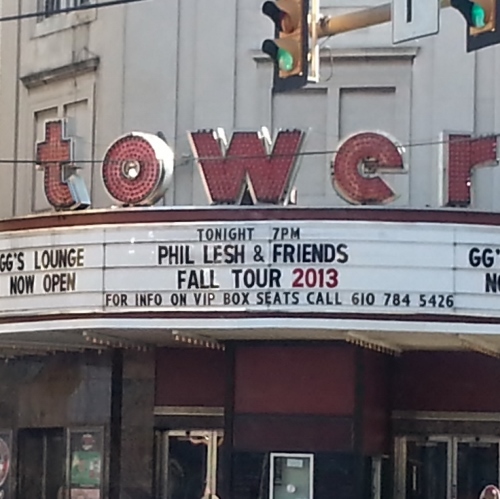 tower
TONIGHT 7PM
PHIL LESH & FRIENDS
FALL TOUR 2013
FOR INFO ON VIP BOX SEATS CALL 610 784 5426
GG'S LOUNGE
NOW OPEN
GG'
N